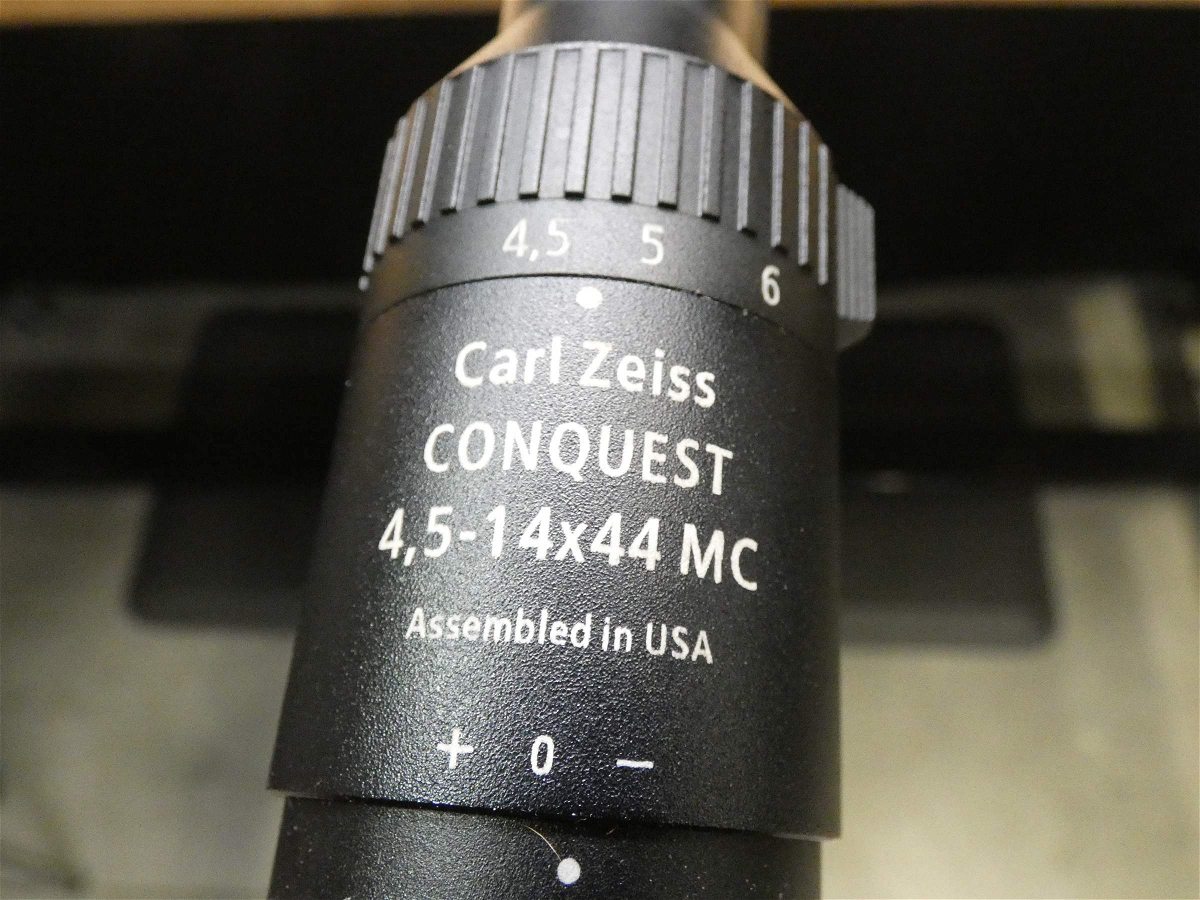 4,5 5 6
Carl Zeiss
CONQUEST
4,5-14x44 MC
Assembled in USA
+ 0 −